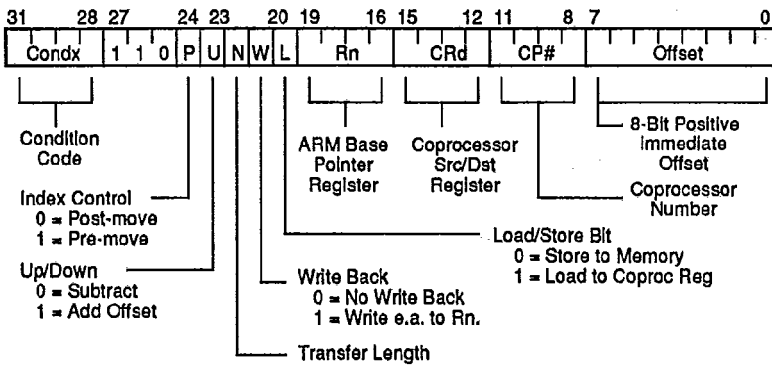 31 28 27 24 23 20 19 16 15 12 11 8 7 0
Condx 1 1 0 P U N W L Rn CRd CP# Offset
Condition
Code
ARM Base
Pointer
Register
Coprocessor
Src/Dst
Register
8-Bit Positive
Immediate
Offset
Coprocessor
Number
Index Control
0 = Post-move
1 = Pre-move
Load/Store Bit
0 = Store to Memory
1 = Load to Coproc Reg
Up/Down
0 = Subtract
1 = Add Offset
Write Back
0 = No Write Back
1 = Write e.a. to Rn.
Transfer Length